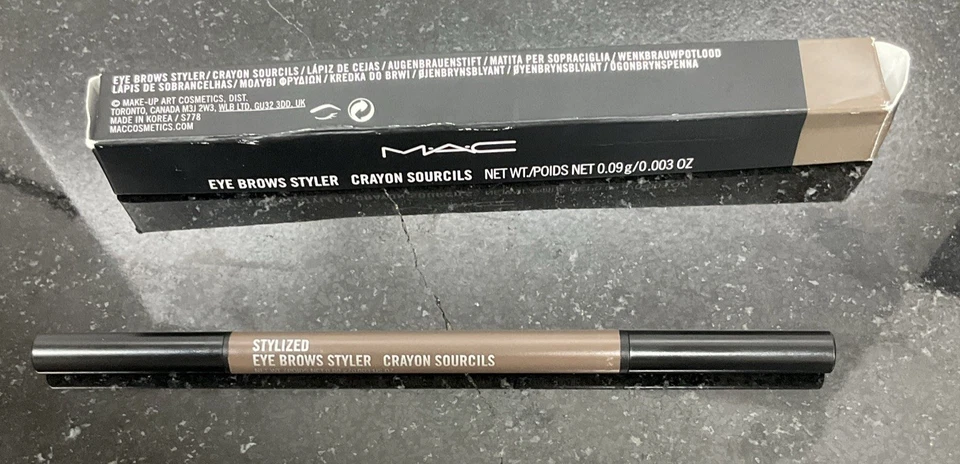 EYE BROWS STYLER / CRAYON SOURCILS / LÁPIZ DE CEJAS / AUGENBRAUENSTIFT / MATITA PER SOPRACIGLIA / WENKBRAUWPOTLOOD
LÁPIS DE SOBRANCELHAS / ΜΟΛΥΒΙ ΦΡΥΔΙΩΝ / KREDKA DO BRWI / ØJENBRYNSBLYANT / ØYENBRYNSBLYANT / ÖGONBRYNSPENNA
© MAKE-UP ART COSMETICS, DIST.
TORONTO, CANADA M3J 2W3, WLB LTD. GU32 3DD. UK
MADE IN KOREA / S778
MACCOSMETICS.COM
M·A·C
EYE BROWS STYLER CRAYON SOURCILS NET WT./POIDS NET 0.09g/0.003 OZ
STYLIZED
EYE BROWS STYLER CRAYON SOURCILS